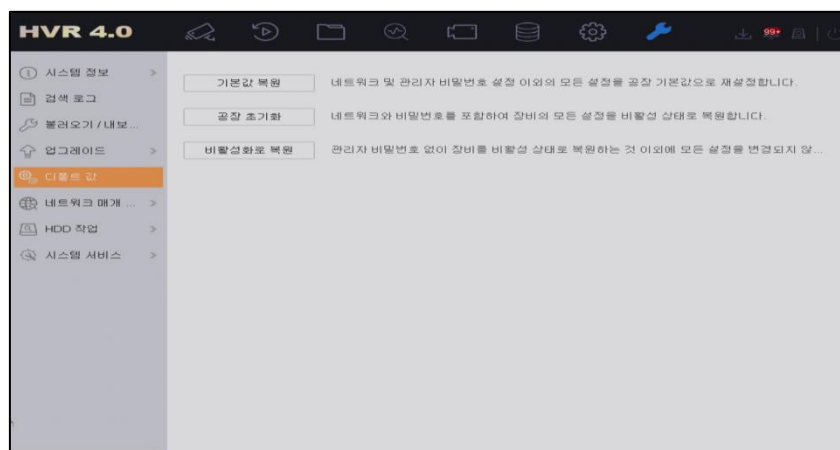 HVR 4.0
99+
시스템 정보 >
검색 로그
불러오기 / 내보...
업그레이드 >
디폴트 값
네트워크 매개 ... >
HDD 작업 >
시스템 서비스 >
기본값 복원 네트워크 및 관리자 비밀번호 설정 이외의 모든 설정을 공장 기본값으로 재설정합니다.
공장 초기화 네트워크와 비밀번호를 포함하여 장비의 모든 설정을 비활성 상태로 복원합니다.
비활성화로 복원 관리자 비밀번호 없이 장비를 비활성 상태로 복원하는 것 이외에 모든 설정을 변경되지 않...